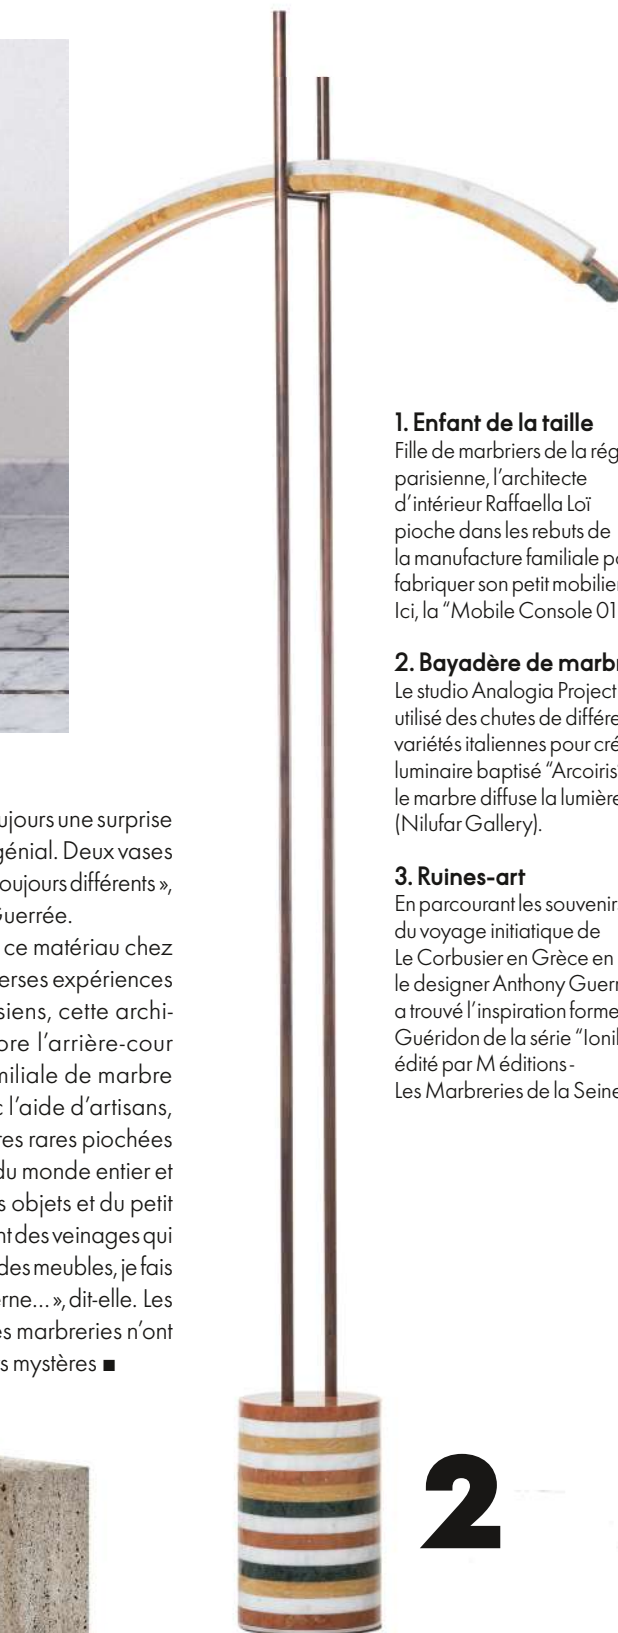 ujours une surprise
génial. Deux vases
oujours différents »,
Guerrée.
ce matériau chez
erses expériences
siens, cette archi-
ore l’arrière-cour
miliale de marbre
c l’aide d’artisans,
res rares piochées
du monde entier et
s objets et du petit
nt des veinages qui
des meubles, je fais
erne… », dit-elle. Les
es marbreries n’ont
s mystères ■
1. Enfant de la taille
Fille de marbriers de la rég
parisienne, l’architecte
d’intérieur Raffaella Loï
pioche dans les rebuts de
la manufacture familiale po
fabriquer son petit mobilier
Ici, la “Mobile Console 01
2. Bayadère de marbr
Le studio Analogia Project
utilisé des chutes de différe
variétés italiennes pour cré
luminaire baptisé “Arcoiris”
le marbre diffuse la lumière
(Nilufar Gallery).
3. Ruines-art
En parcourant les souvenirs
du voyage initiatique de
Le Corbusier en Grèce en
le designer Anthony Guerr
a trouvé l’inspiration forme
Guéridon de la série “Ionik
édité par M éditions-
Les Marbreries de la Seine
2